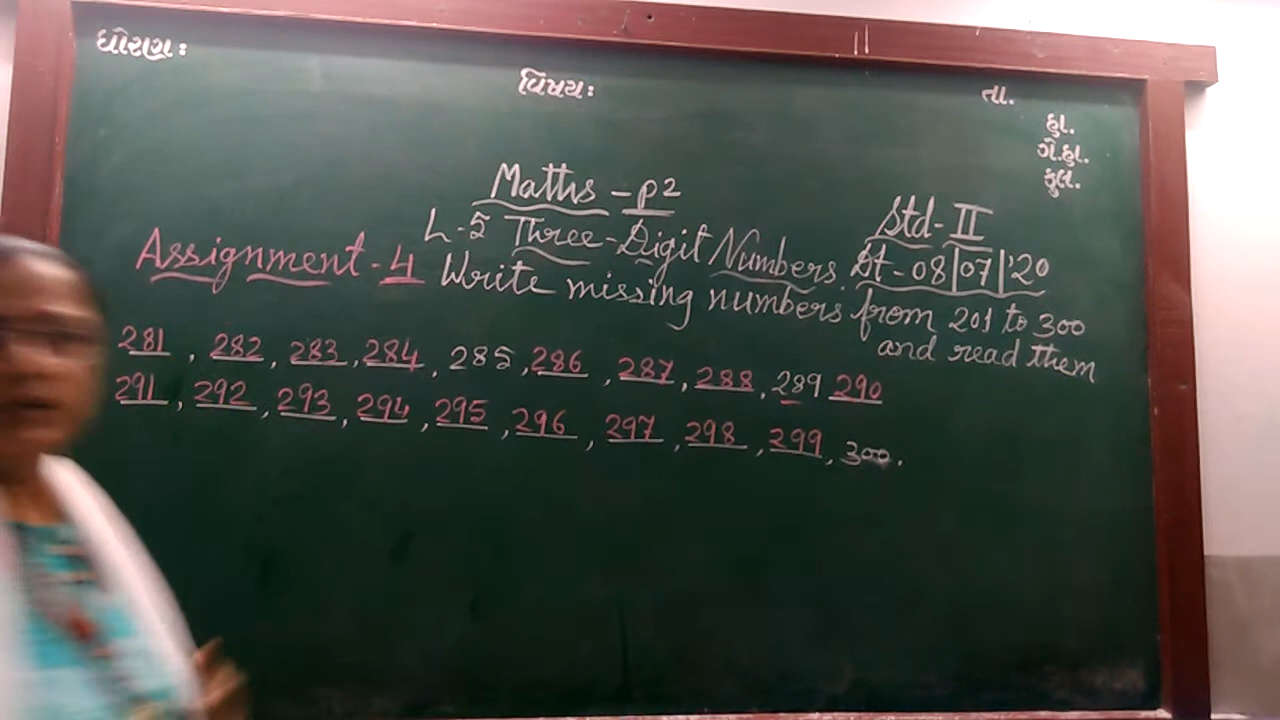 ધોરણ:
વિષય:
તા.
હા.
ગે.હા.
કુલ.
Maths - P2
Std - II
L-5 Three-Digit Numbers. Dt - 08|07|'20
Assignment - 4 Write missing numbers from 201 to 300
and read them
281, 282, 283, 284, 285, 286, 287, 288, 289 290
291, 292, 293, 294, 295, 296, 297, 298, 299, 300.